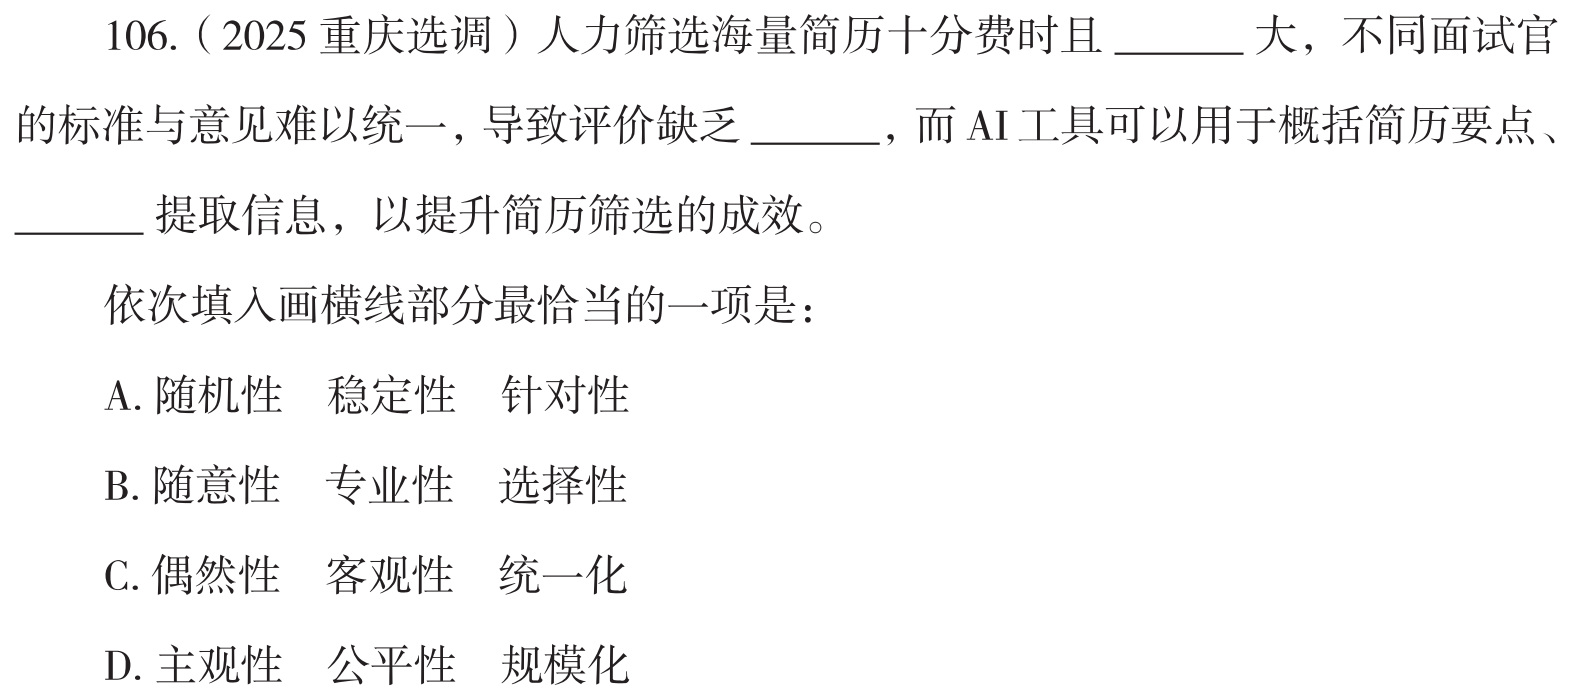 106.（2025 重庆选调）人力筛选海量简历十分费时且 ______ 大，不同面试官
的标准与意见难以统一，导致评价缺乏 ______，而 AI 工具可以用于概括简历要点、
______ 提取信息，以提升简历筛选的成效。
依次填入画横线部分最恰当的一项是：
A. 随机性　稳定性　针对性
B. 随意性　专业性　选择性
C. 偶然性　客观性　统一化
D. 主观性　公平性　规模化